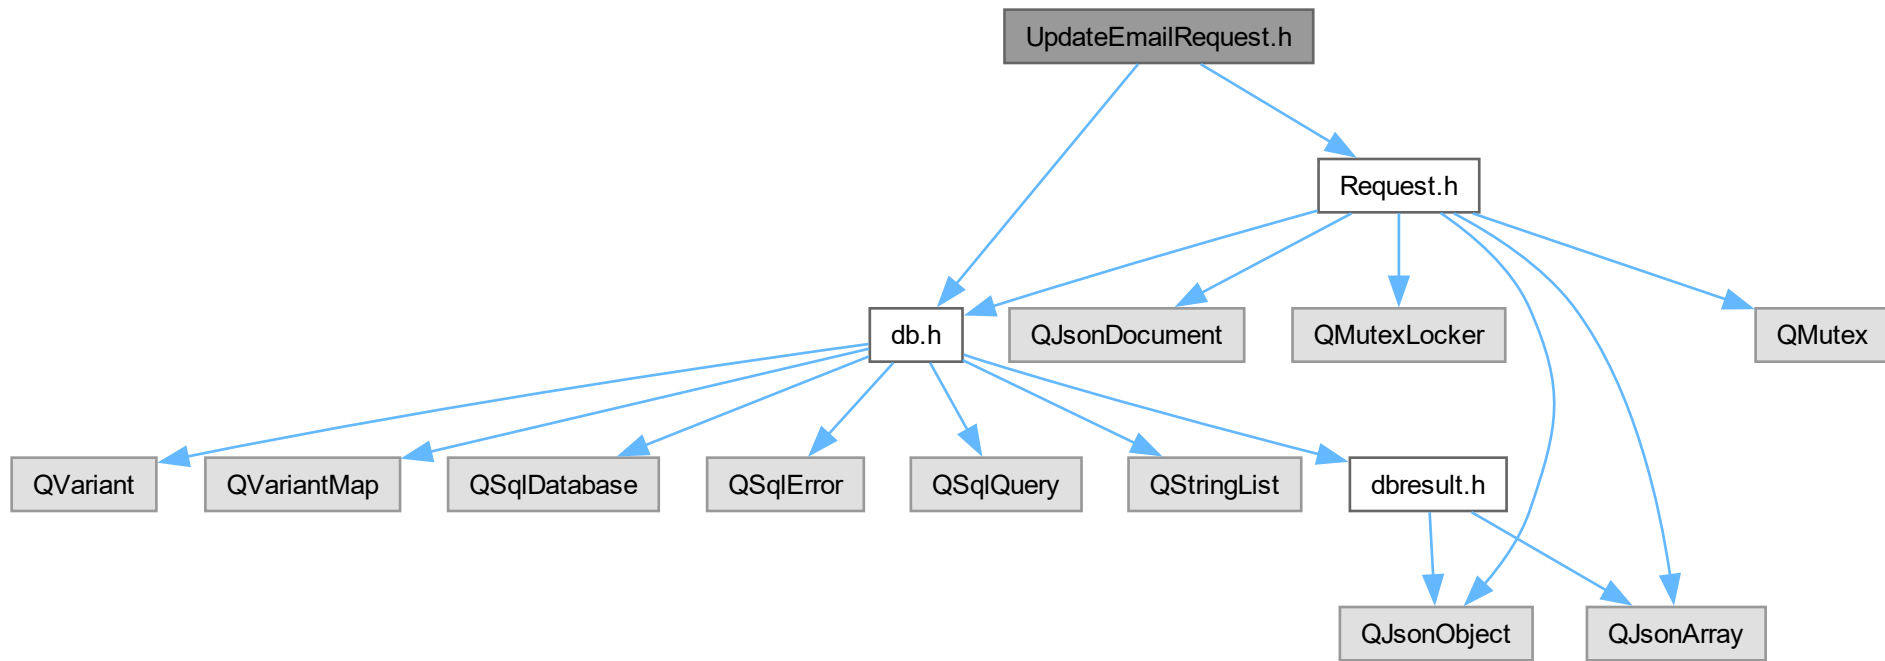 UpdateEmailRequest.h
Request.h
db.h
QJsonDocument
QMutexLocker
QMutex
QVariant
QVariantMap
QSqlDatabase
QSqlError
QSqlQuery
QStringList
dbresult.h
QJsonObject
QJsonArray